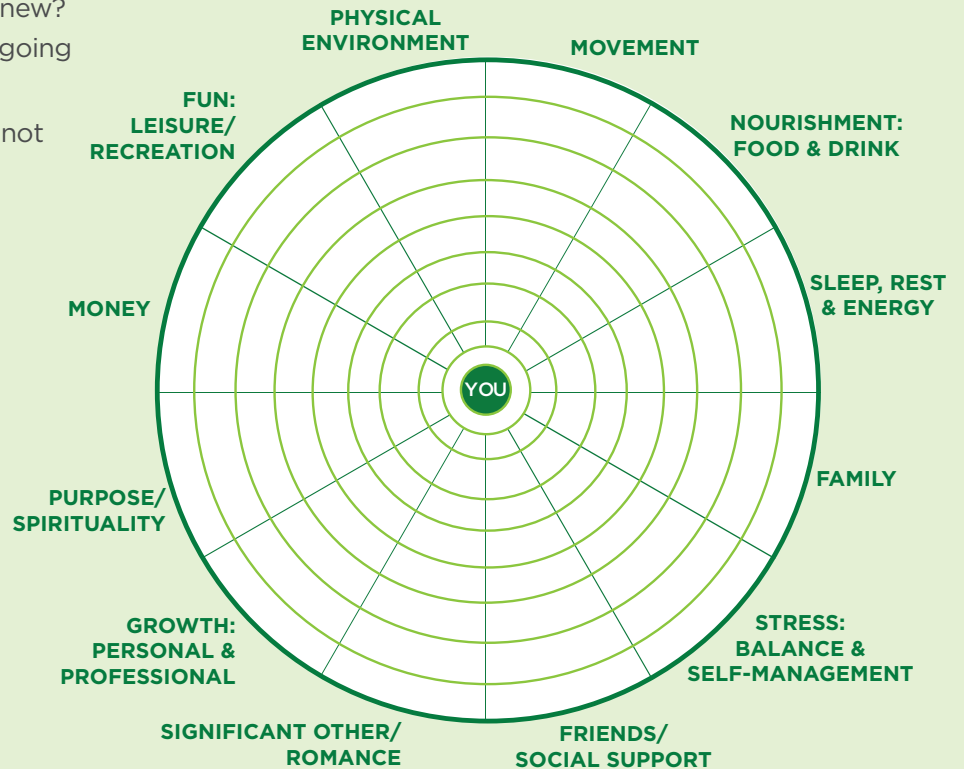 new?
going
not
PHYSICAL
ENVIRONMENT
MOVEMENT
FUN:
LEISURE/
RECREATION
NOURISHMENT:
FOOD & DRINK
MONEY
SLEEP, REST
& ENERGY
YOU
PURPOSE/
SPIRITUALITY
FAMILY
GROWTH:
PERSONAL &
PROFESSIONAL
STRESS:
BALANCE &
SELF-MANAGEMENT
SIGNIFICANT OTHER/
ROMANCE
FRIENDS/
SOCIAL SUPPORT